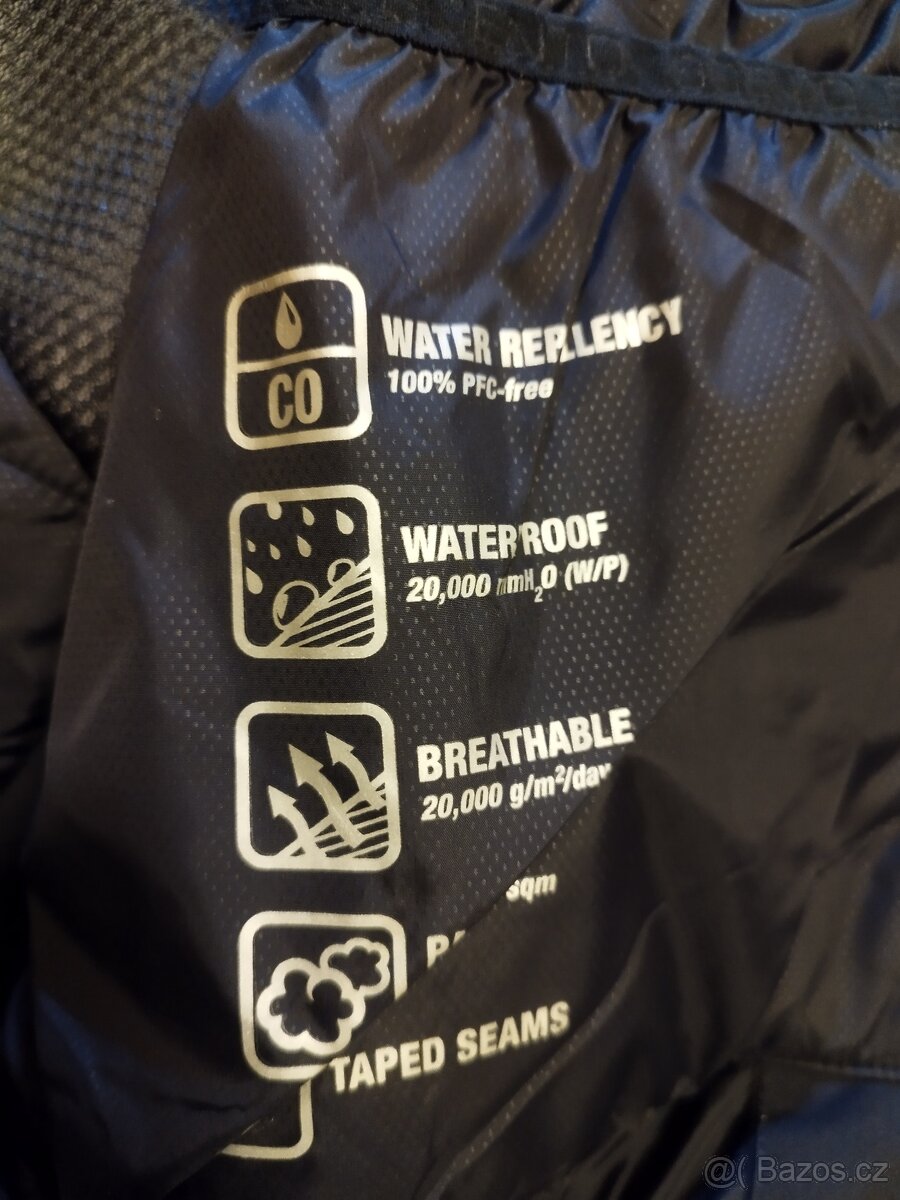 CO
WATER REPELLENCY
100% PFC-free
WATERPROOF
20,000 mmH₂O (W/P)
BREATHABLE
20,000 g/m²/day
sqm
TAPED SEAMS
@( Bazos.cz